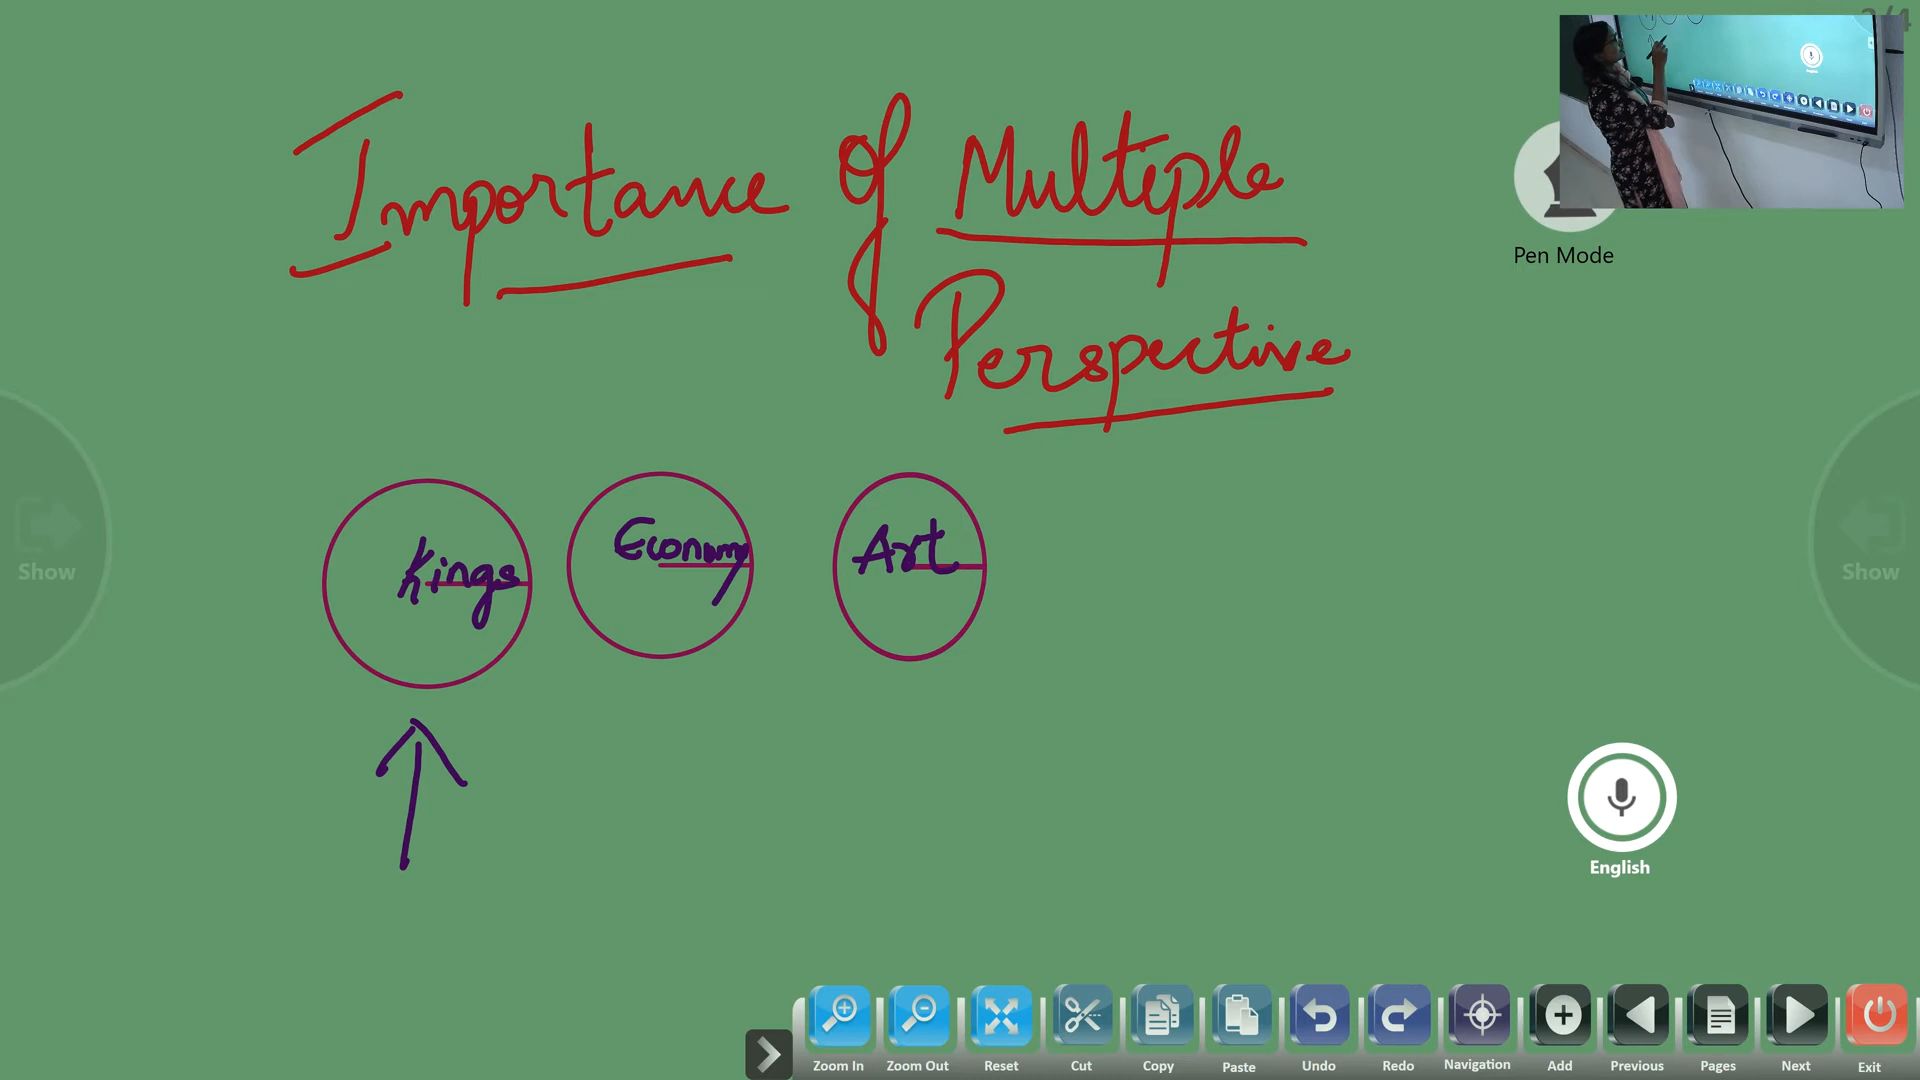 Importance Of Multiple
Perspective
Kings Economy Art
Pen Mode
Show
Show
English
Zoom In Zoom Out Reset Cut Copy Paste Undo Redo Navigation Add Previous Pages Next Exit